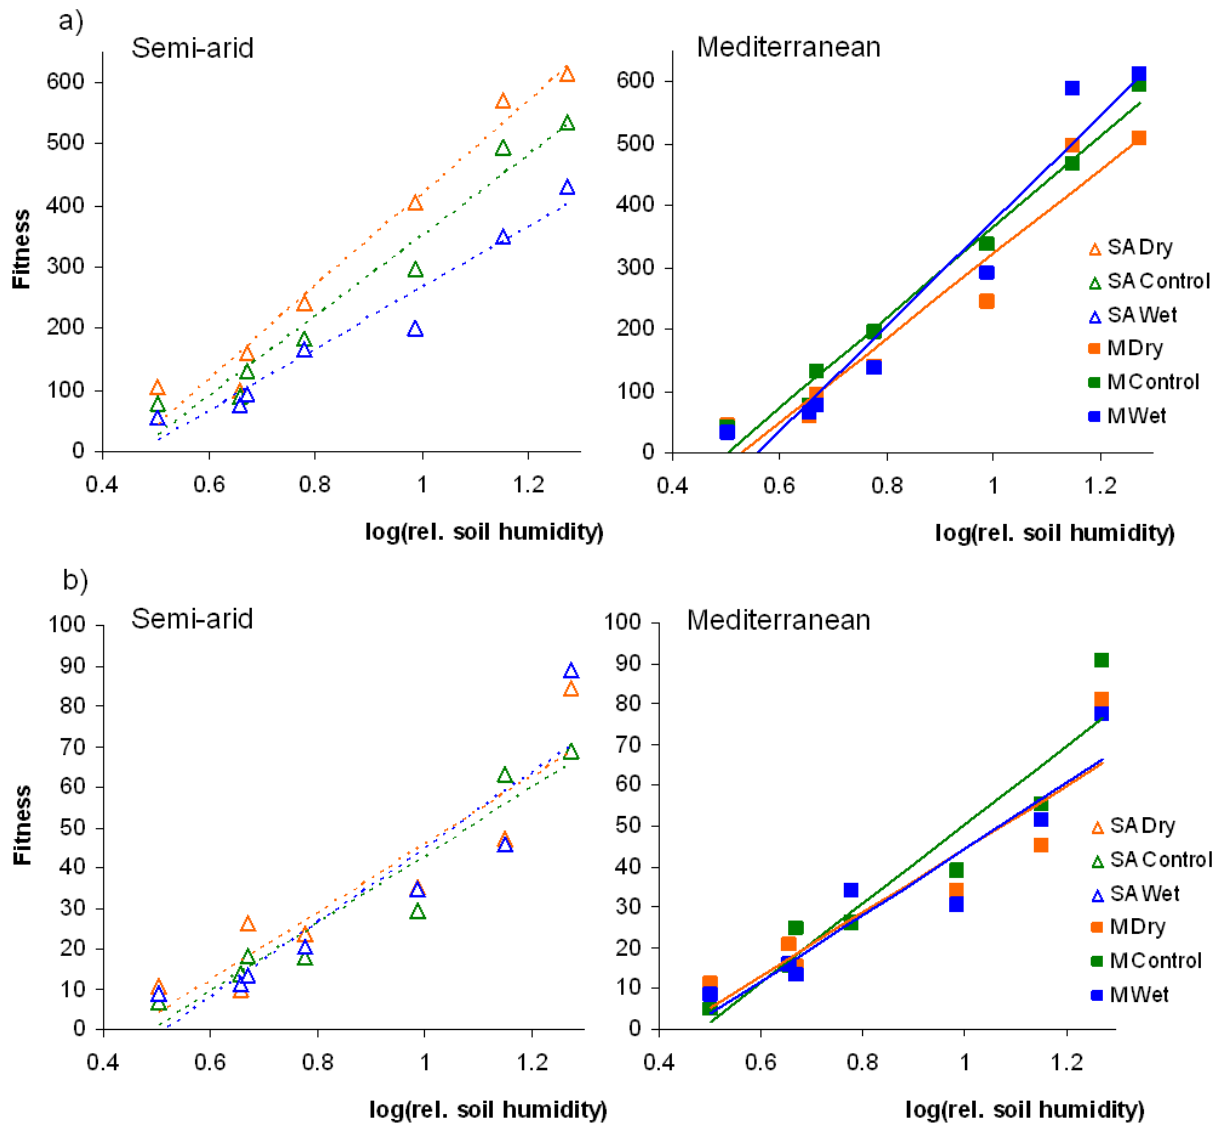 a)
Semi-arid
Mediterranean
600
500
400
300
200
100
0
Fitness
0.4
0.6
0.8
1
1.2
log(rel. soil humidity)
600
500
400
300
200
100
0
0.4
0.6
0.8
1
1.2
log(rel. soil humidity)
SA Dry
SA Control
SA Wet
M Dry
M Control
M Wet
b)
Semi-arid
Mediterranean
100
90
80
70
60
50
40
30
20
10
0
Fitness
0.4
0.6
0.8
1
1.2
log(rel. soil humidity)
100
90
80
70
60
50
40
30
20
10
0
0.4
0.6
0.8
1
1.2
log(rel. soil humidity)
SA Dry
SA Control
SA Wet
M Dry
M Control
M Wet